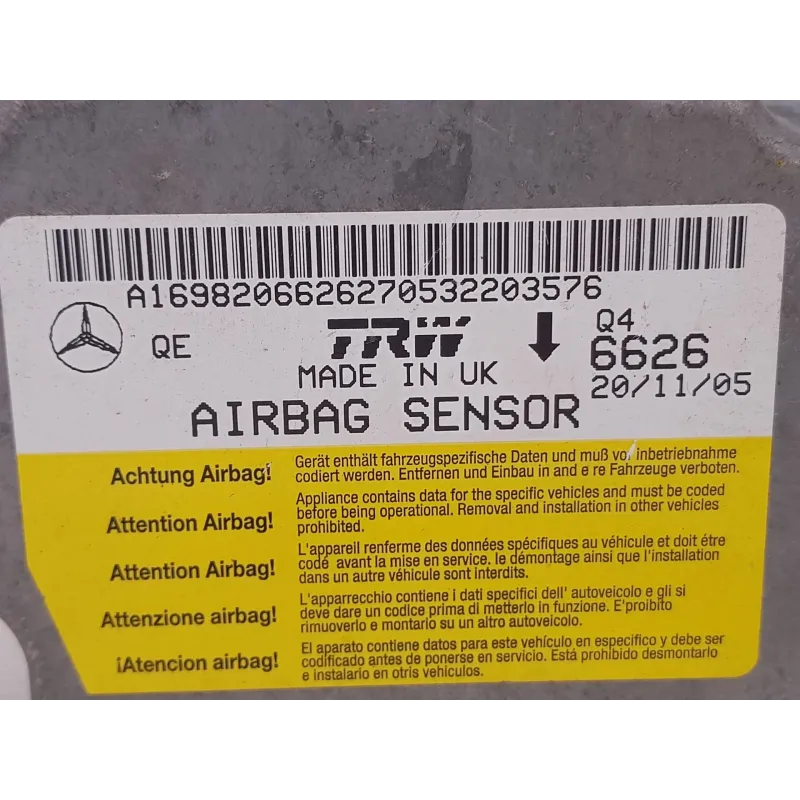 A1698206626270532203576
QE
TRW
MADE IN UK
Q4
6626
20/11/05
AIRBAG SENSOR
Achtung Airbag!
Gerät enthält fahrzeugspezifische Daten und muß vo inbetriebnahme
codiert werden. Entfernen und Einbau in and e re Fahrzeuge verboten.
Attention Airbag!
Appliance contains data for the specific vehicles and must be coded
before being operational. Removal and installation in other vehicles
prohibited.
Attention Airbag!
L'appareil renferme des données spécifiques au véhicule et doit étre
codé avant la mise en service. le démontage ainsi que l'installation
dans un autre véhicule sont interdits.
Attenzione airbag!
L'apparecchio contiene i dati specifici dell' autoveicolo e gli si
deve dare un codice prima di metterlo in funzione. E'proibito
rimuoverlo e montario su un altro autoveicolo.
¡Atencion airbag!
El aparato contiene datos para este vehículo en especifico y debe ser
codificado antes de ponerse en servicio. Está prohibido desmontarlo
e instalarlo en otris vehículos.